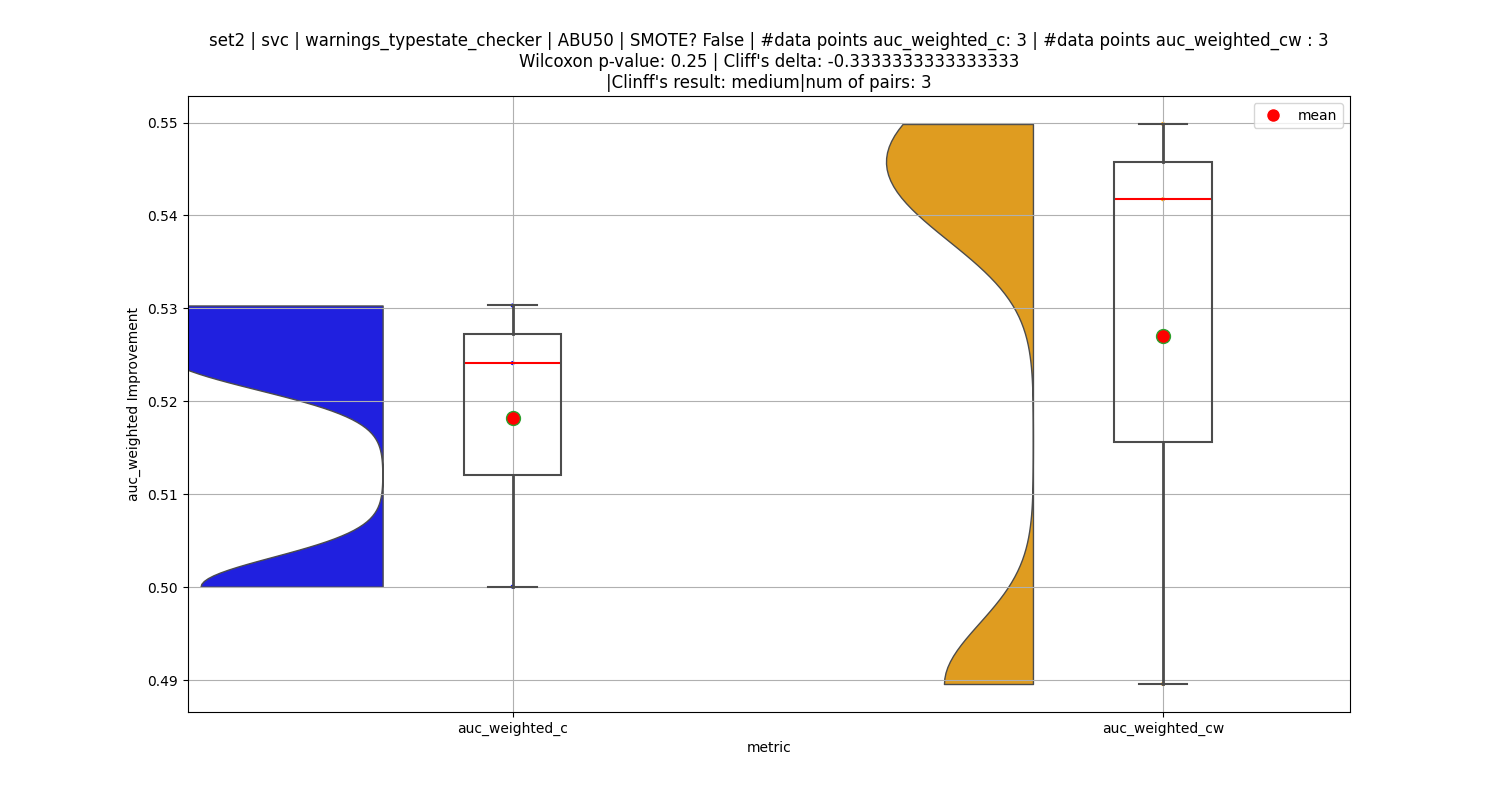 set2 | svc | warnings_typestate_checker | ABU50 | SMOTE? False | #data points auc_weighted_c: 3 | #data points auc_weighted_cw : 3
Wilcoxon p-value: 0.25 | Cliff's delta: -0.3333333333333333
|Clinff's result: medium|num of pairs: 3
mean
0.55
0.54
0.53
0.52
0.51
0.50
0.49
auc_weighted Improvement
auc_weighted_c
auc_weighted_cw
metric